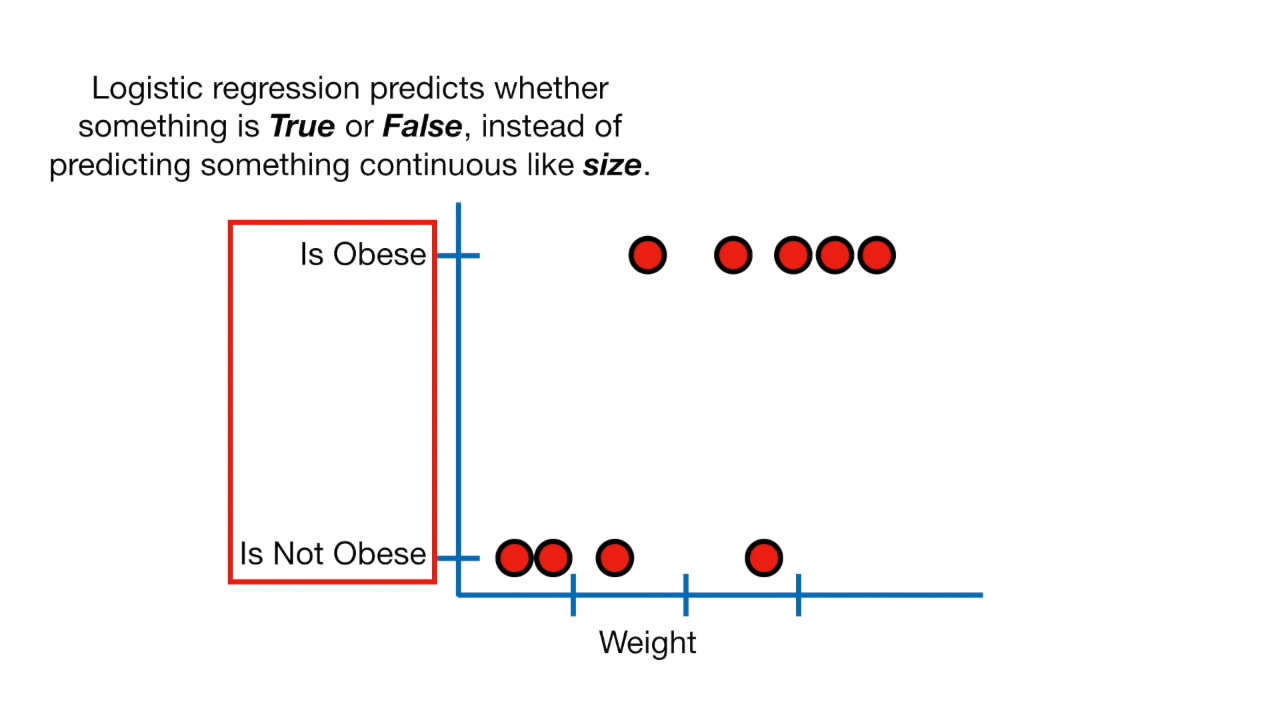 Logistic regression predicts whether
something is True or False, instead of
predicting something continuous like size.
Is Obese
Is Not Obese
Weight